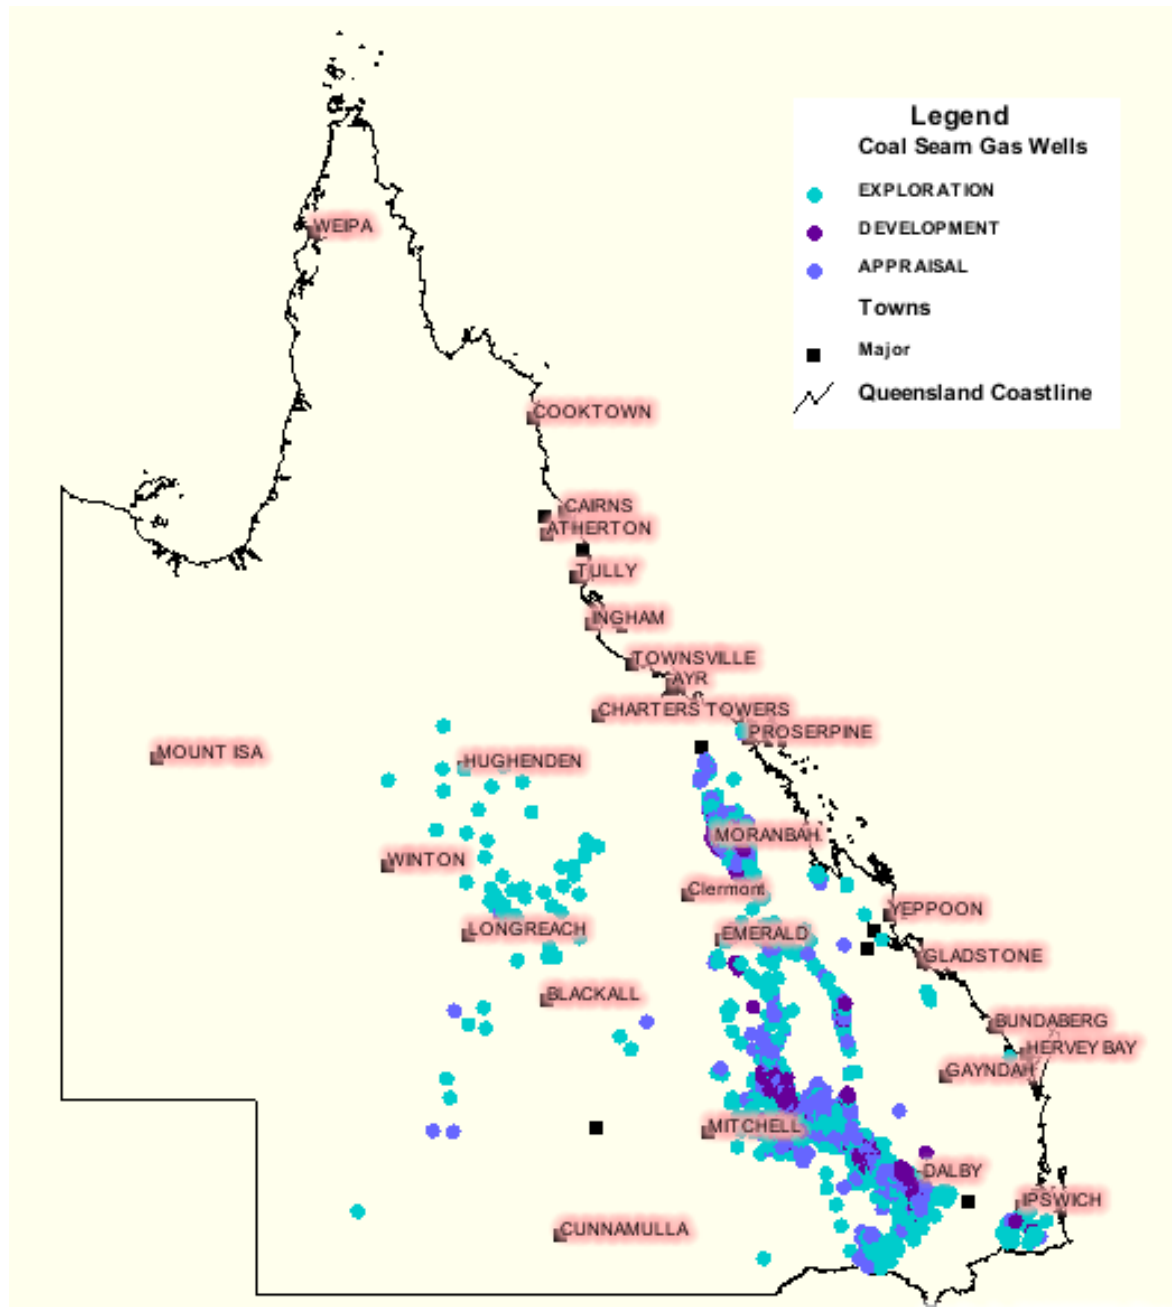 Legend
Coal Seam Gas Wells
EXPLORATION
DEVELOPMENT
APPRAISAL
Towns
Major
Queensland Coastline
WEIPA
COOKTOWN
CAIRNS
ATHERTON
TULLY
INGHAM
TOWNSVILLE
AYR
CHARTERS TOWERS
PROSERPINE
MOUNT ISA
HUGHENDEN
MORANBAH
WINTON
Clermont
YEPPOON
LONGREACH
EMERALD
GLADSTONE
BLACKALL
BUNDABERG
HERVEY BAY
GAYNDAH
MITCHELL
DALBY
IPSWICH
CUNNAMULLA